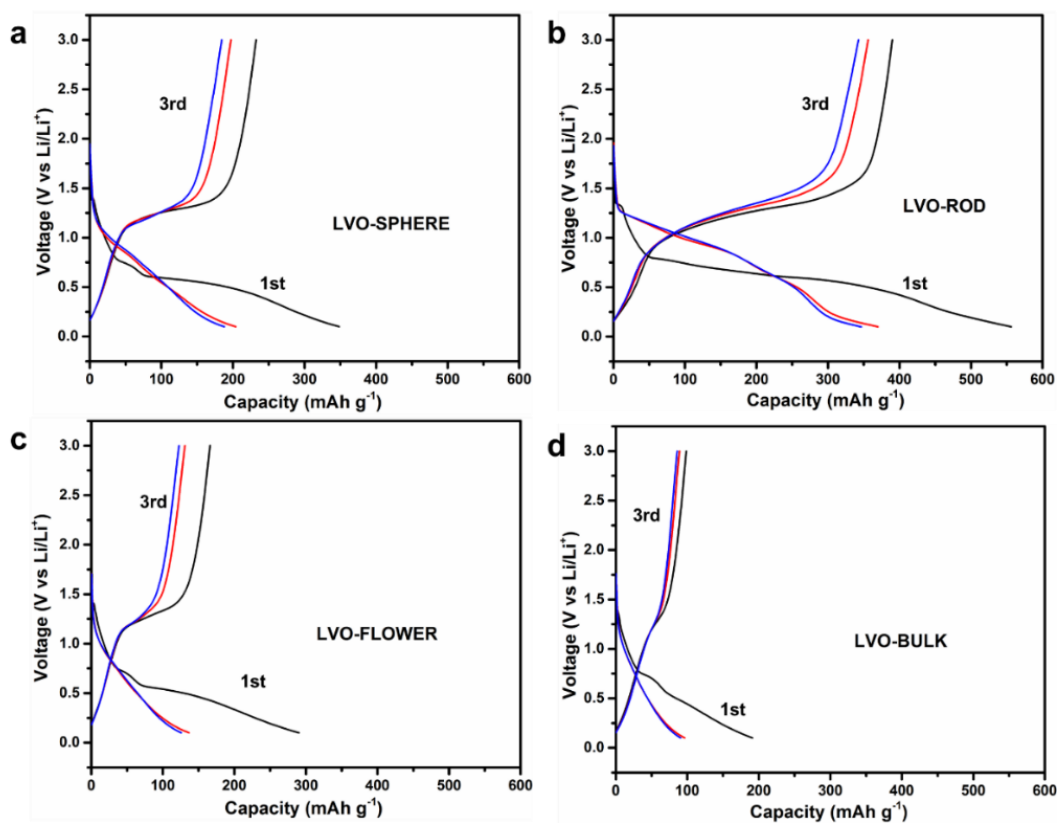 a
3.0
2.5
2.0
1.5
1.0
0.5
0.0
Voltage (V vs Li/Li⁺)
3rd
LVO-SPHERE
1st
0 100 200 300 400 500 600
Capacity (mAh g⁻¹)
b
3.0
2.5
2.0
1.5
1.0
0.5
0.0
Voltage (V vs Li/Li⁺)
3rd
LVO-ROD
1st
0 100 200 300 400 500 600
Capacity (mAh g⁻¹)
c
3.0
2.5
2.0
1.5
1.0
0.5
0.0
Voltage (V vs Li/Li⁺)
3rd
LVO-FLOWER
1st
0 100 200 300 400 500 600
Capacity (mAh g⁻¹)
d
3.0
2.5
2.0
1.5
1.0
0.5
0.0
Voltage (V vs Li/Li⁺)
3rd
LVO-BULK
1st
0 100 200 300 400 500 600
Capacity (mAh g⁻¹)